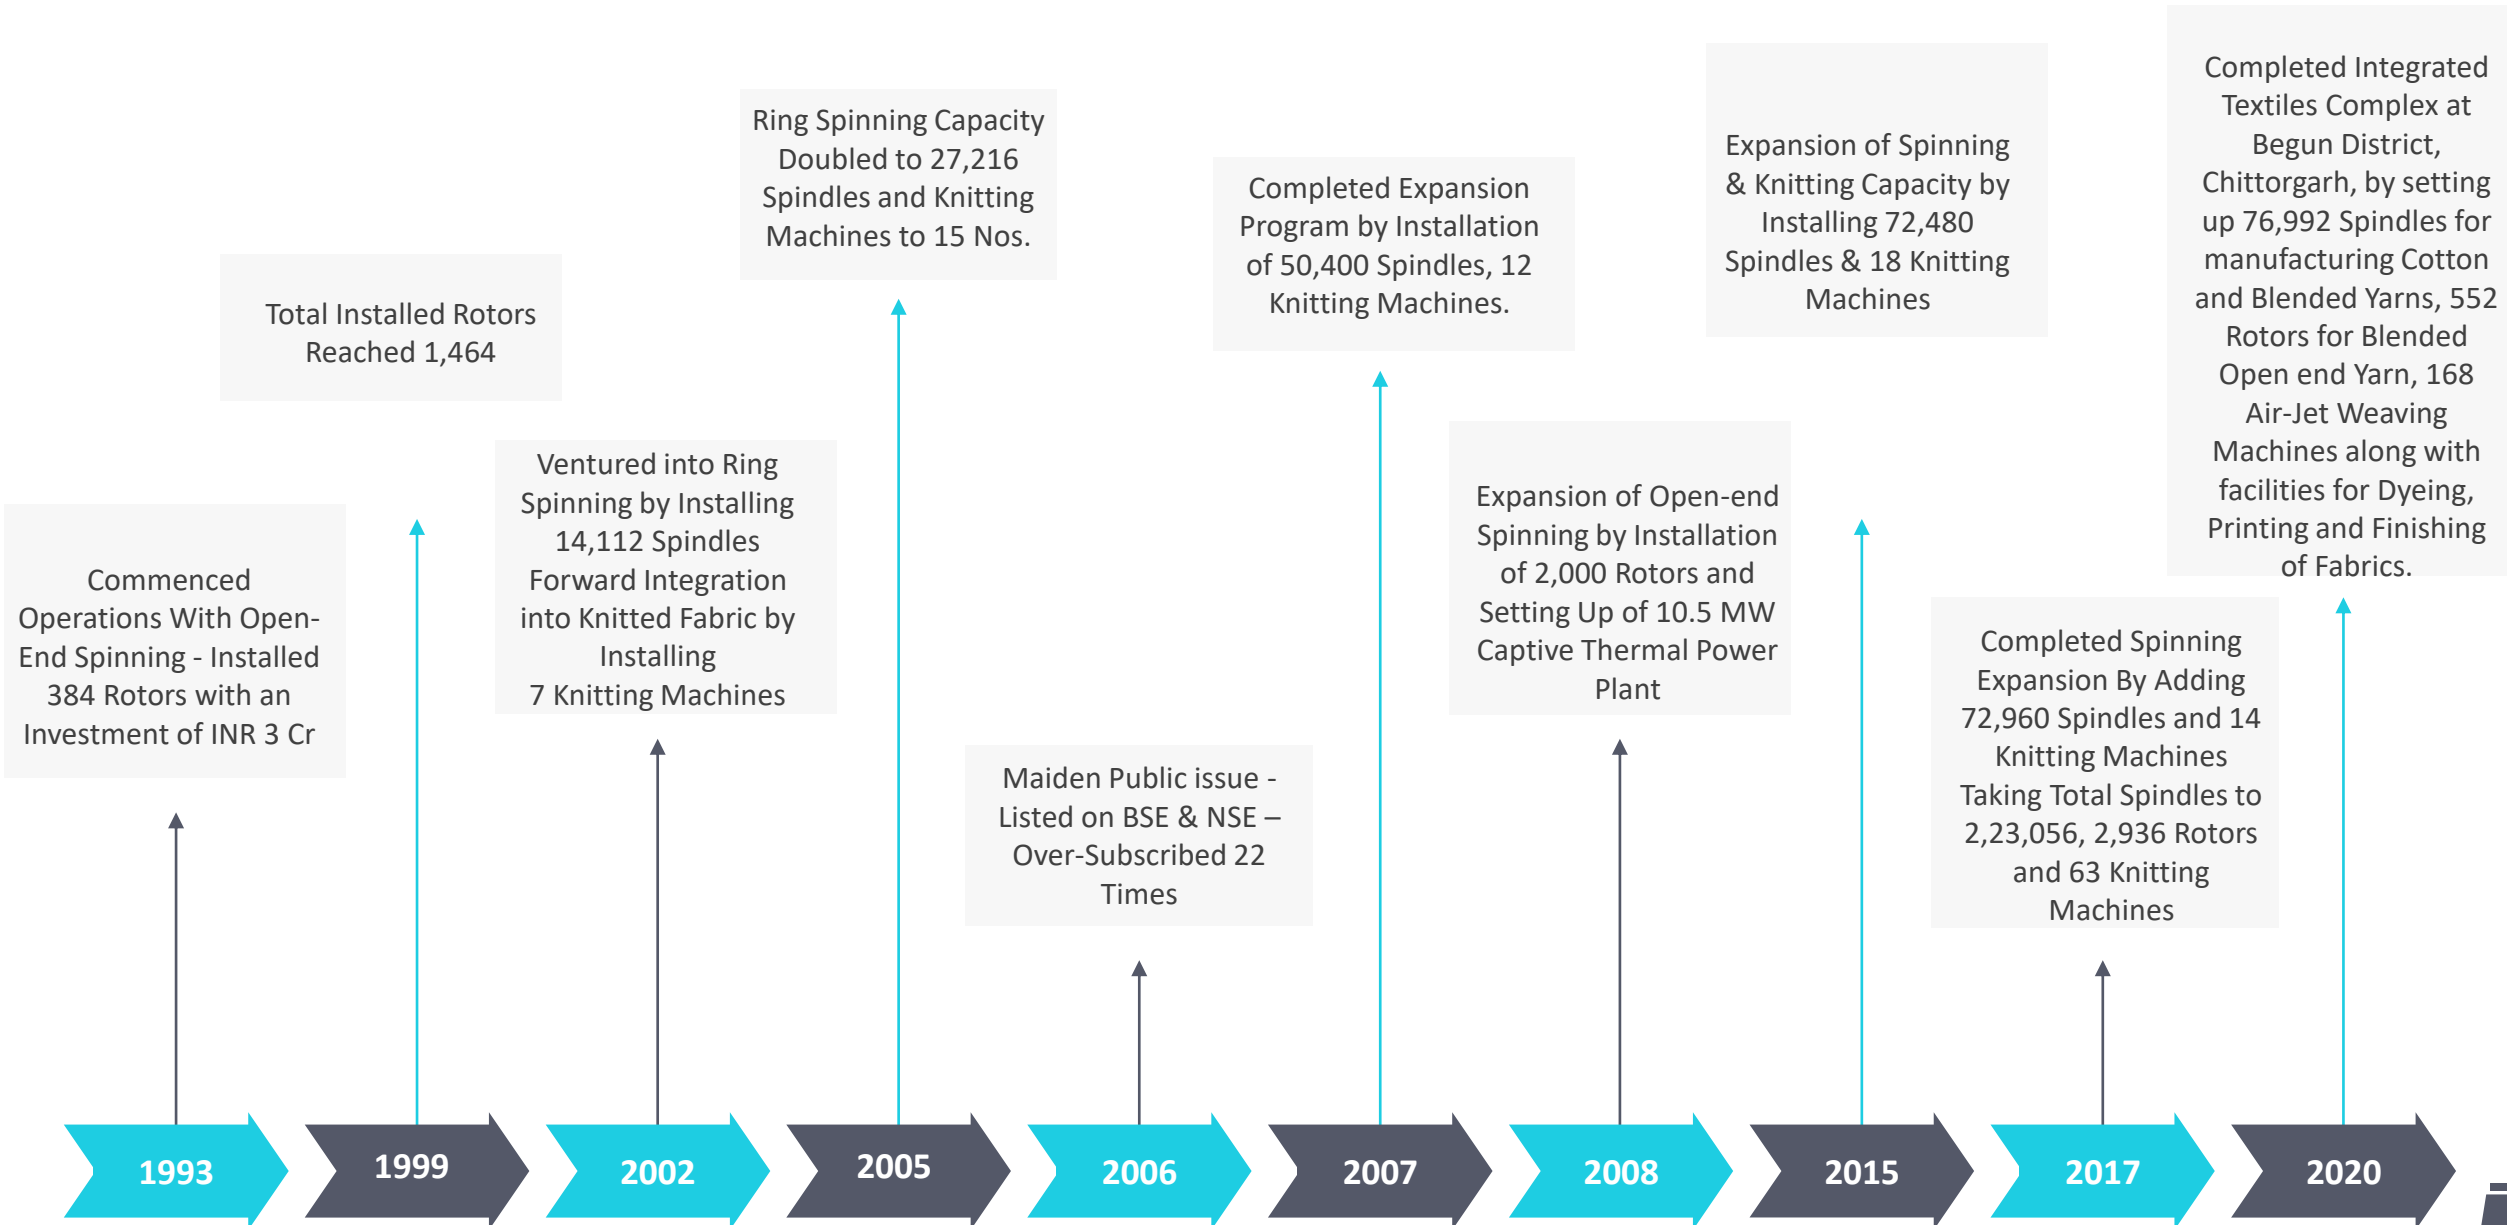 Commenced
Operations With Open-
End Spinning - Installed
384 Rotors with an
Investment of INR 3 Cr
Total Installed Rotors
Reached 1,464
Ventured into Ring
Spinning by Installing
14,112 Spindles
Forward Integration
into Knitted Fabric by
Installing
7 Knitting Machines
Ring Spinning Capacity
Doubled to 27,216
Spindles and Knitting
Machines to 15 Nos.
Maiden Public issue -
Listed on BSE & NSE –
Over-Subscribed 22
Times
Completed Expansion
Program by Installation
of 50,400 Spindles, 12
Knitting Machines.
Expansion of Open-end
Spinning by Installation
of 2,000 Rotors and
Setting Up of 10.5 MW
Captive Thermal Power
Plant
Expansion of Spinning
& Knitting Capacity by
Installing 72,480
Spindles & 18 Knitting
Machines
Completed Spinning
Expansion By Adding
72,960 Spindles and 14
Knitting Machines
Taking Total Spindles to
2,23,056, 2,936 Rotors
and 63 Knitting
Machines
Completed Integrated
Textiles Complex at
Begun District,
Chittorgarh, by setting
up 76,992 Spindles for
manufacturing Cotton
and Blended Yarns, 552
Rotors for Blended
Open end Yarn, 168
Air-Jet Weaving
Machines along with
facilities for Dyeing,
Printing and Finishing
of Fabrics.
1993
1999
2002
2005
2006
2007
2008
2015
2017
2020